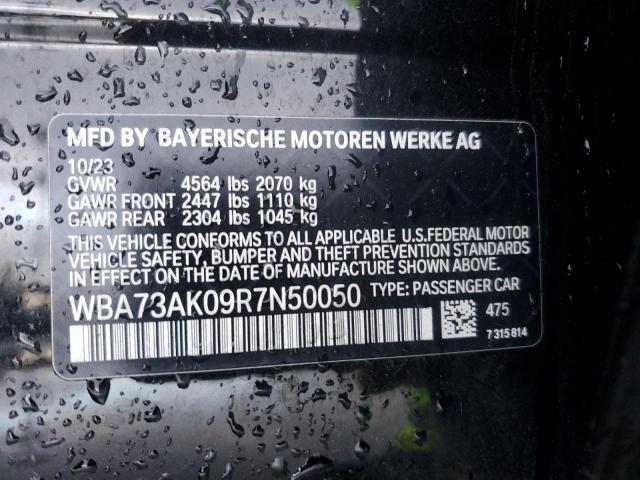 MFD BY BAYERISCHE MOTOREN WERKE AG
10/23
GVWR 4564 lbs 2070 kg
GAWR FRONT 2447 lbs 1110 kg
GAWR REAR 2304 lbs 1045 kg
THIS VEHICLE CONFORMS TO ALL APPLICABLE U.S.FEDERAL MOTOR
VEHICLE SAFETY, BUMPER AND THEFT PREVENTION STANDARDS
IN EFFECT ON THE DATE OF MANUFACTURE SHOWN ABOVE.
WBA73AK09R7N50050 TYPE: PASSENGER CAR
475
7 315 814